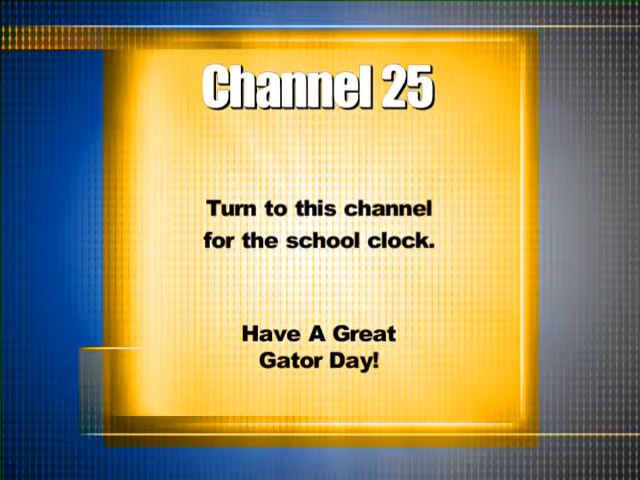 Channel 25
Turn to this channel
for the school clock.
Have A Great
Gator Day!